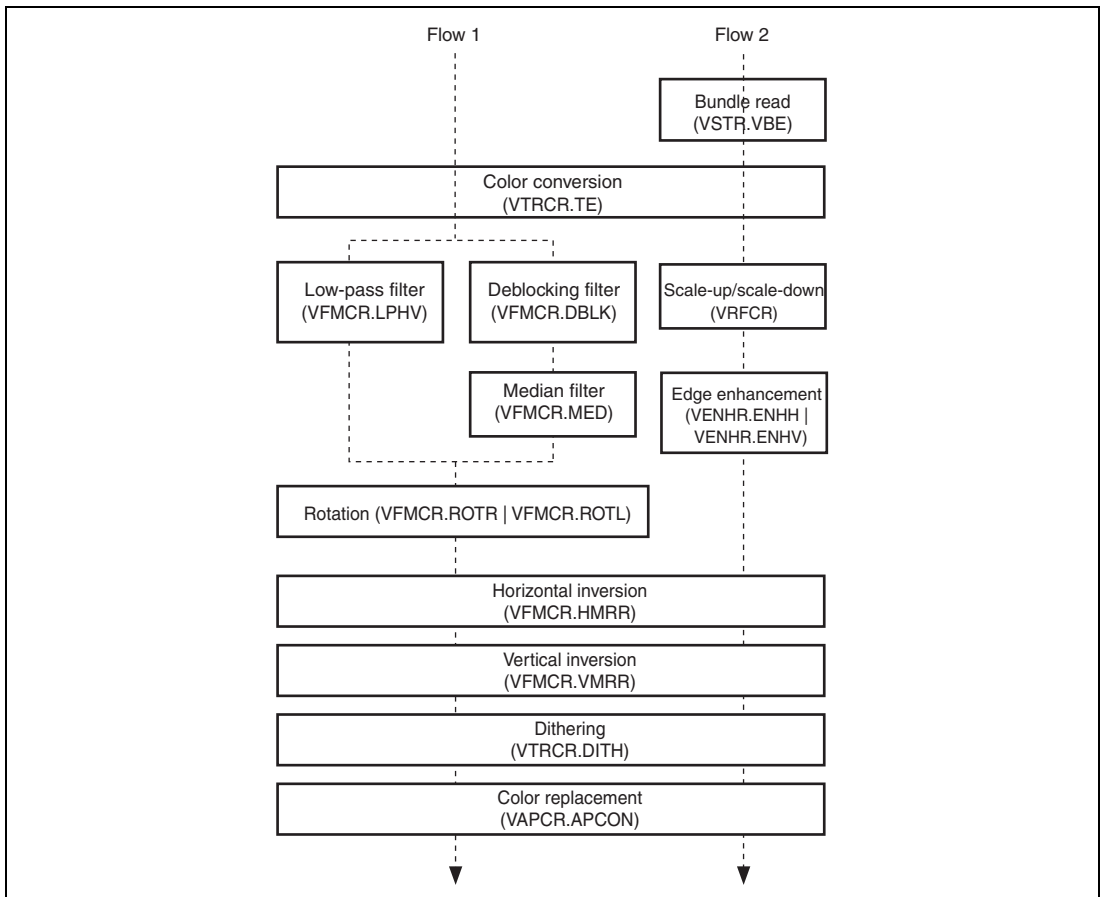 Flow 1
Flow 2
Bundle read
(VSTR.VBE)
Color conversion
(VTRCR.TE)
Low-pass filter
(VFMCR.LPHV)
Deblocking filter
(VFMCR.DBLK)
Scale-up/scale-down
(VRFCR)
Median filter
(VFMCR.MED)
Edge enhancement
(VENHR.ENHH |
VENHR.ENHV)
Rotation (VFMCR.ROTR | VFMCR.ROTL)
Horizontal inversion
(VFMCR.HMRR)
Vertical inversion
(VFMCR.VMRR)
Dithering
(VTRCR.DITH)
Color replacement
(VAPCR.APCON)